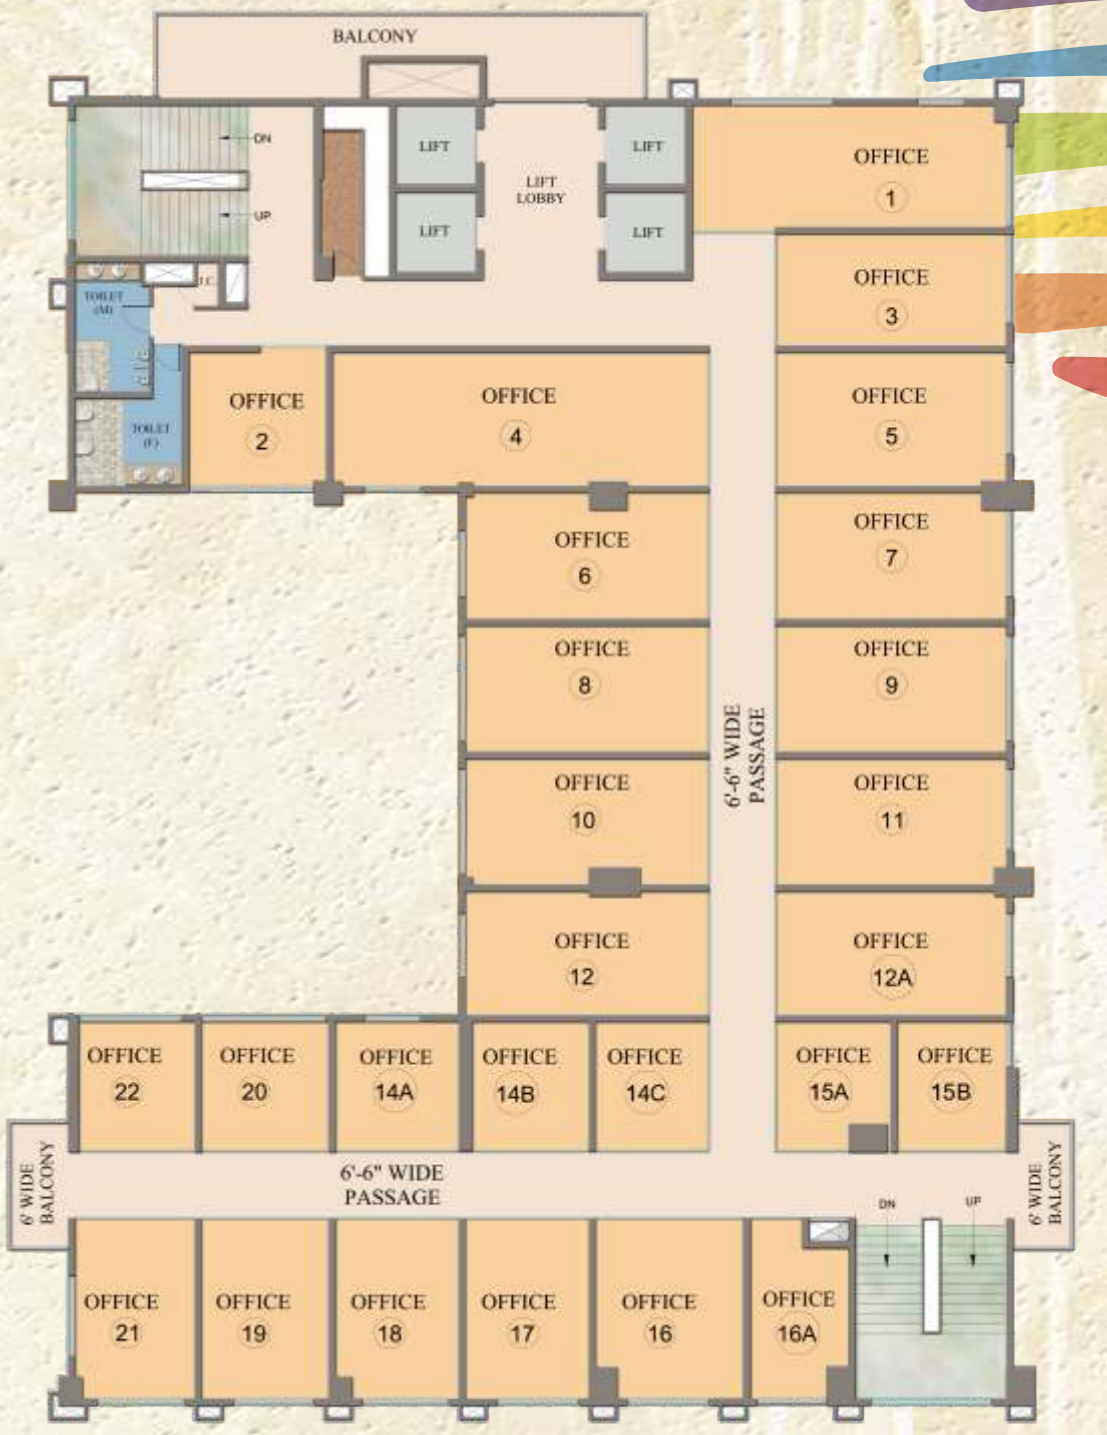 BALCONY
DN
UP
LIFT
LIFT
LIFT
LIFT
LIFT
LOBBY
OFFICE
1
OFFICE
3
TOILET
(M)
TOILET
(F)
OFFICE
2
OFFICE
4
OFFICE
5
OFFICE
6
OFFICE
7
OFFICE
8
OFFICE
9
6'-6" WIDE
PASSAGE
OFFICE
10
OFFICE
11
OFFICE
12
OFFICE
12A
OFFICE
22
OFFICE
20
OFFICE
14A
OFFICE
14B
OFFICE
14C
OFFICE
15A
OFFICE
15B
6' WIDE
BALCONY
6'-6" WIDE
PASSAGE
6' WIDE
BALCONY
DN
UP
OFFICE
21
OFFICE
19
OFFICE
18
OFFICE
17
OFFICE
16
OFFICE
16A